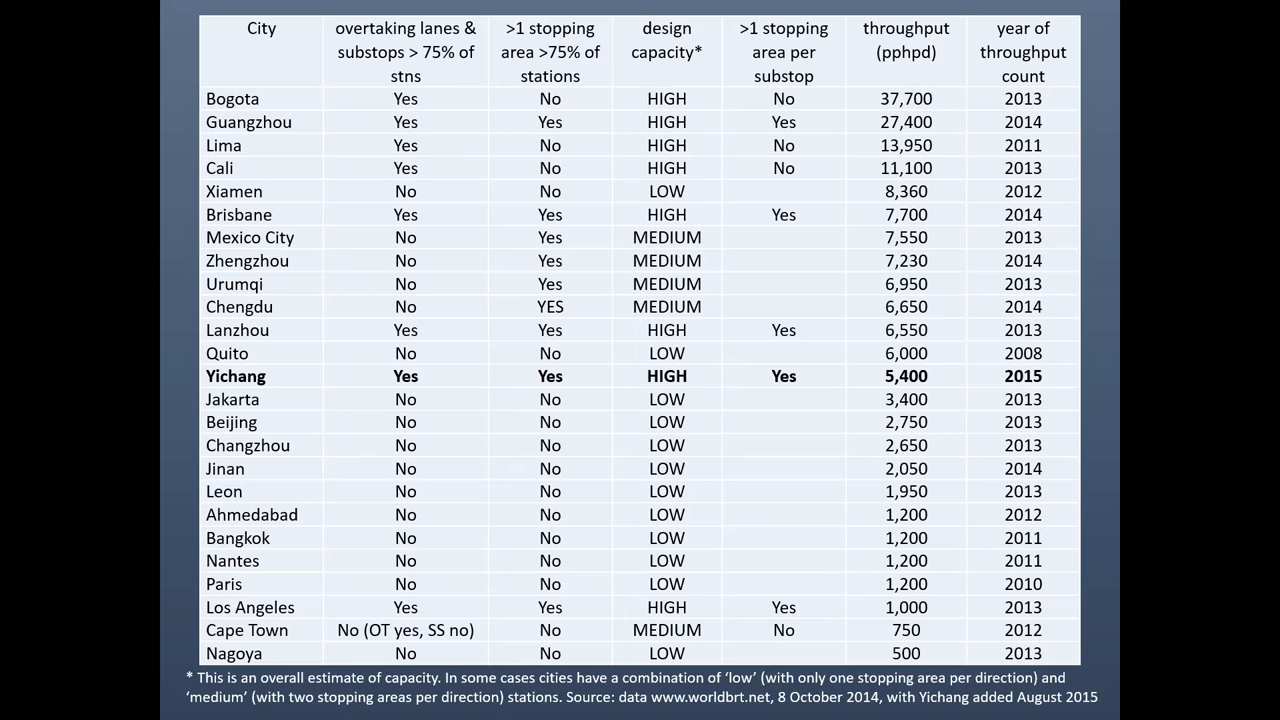 City overtaking lanes & substops > 75% of stns >1 stopping area >75% of stations design capacity* >1 stopping area per substop throughput (pphpd) year of throughput count
Bogota Yes No HIGH No 37,700 2013
Guangzhou Yes Yes HIGH Yes 27,400 2014
Lima Yes No HIGH No 13,950 2011
Cali Yes No HIGH No 11,100 2013
Xiamen No No LOW 8,360 2012
Brisbane Yes Yes HIGH Yes 7,700 2014
Mexico City No Yes MEDIUM 7,550 2013
Zhengzhou No Yes MEDIUM 7,230 2014
Urumqi No Yes MEDIUM 6,950 2013
Chengdu No YES MEDIUM 6,650 2014
Lanzhou Yes Yes HIGH Yes 6,550 2013
Quito No No LOW 6,000 2008
Yichang Yes Yes HIGH Yes 5,400 2015
Jakarta No No LOW 3,400 2013
Beijing No No LOW 2,750 2013
Changzhou No No LOW 2,650 2013
Jinan No No LOW 2,050 2014
Leon No No LOW 1,950 2013
Ahmedabad No No LOW 1,200 2012
Bangkok No No LOW 1,200 2011
Nantes No No LOW 1,200 2011
Paris No No LOW 1,200 2010
Los Angeles Yes Yes HIGH Yes 1,000 2013
Cape Town No (OT yes, SS no) No MEDIUM No 750 2012
Nagoya No No LOW 500 2013
* This is an overall estimate of capacity. In some cases cities have a combination of 'low' (with only one stopping area per direction) and
'medium' (with two stopping areas per direction) stations. Source: data www.worldbrt.net, 8 October 2014, with Yichang added August 2015